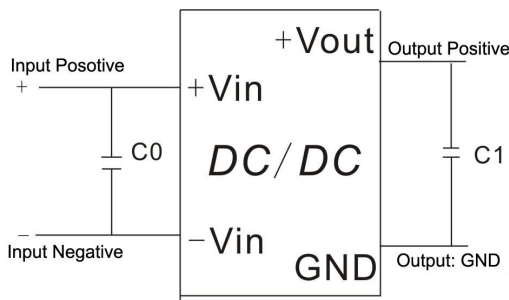 +Vout
Output Positive
Input Posotive
+
+Vin
C0
DC/DC
C1
−
−Vin
Input Negative
GND
Output: GND